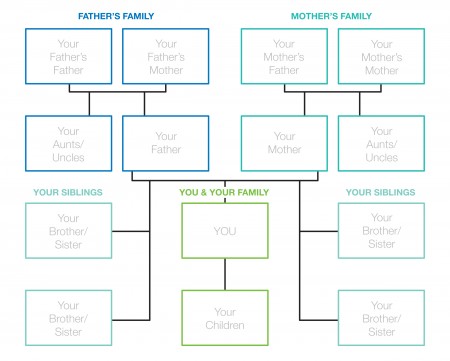 FATHER'S FAMILY
MOTHER'S FAMILY
Your
Father's
Father
Your
Father's
Mother
Your
Mother's
Father
Your
Mother's
Mother
Your
Aunts/
Uncles
Your
Father
Your
Mother
Your
Aunts/
Uncles
YOUR SIBLINGS
YOU & YOUR FAMILY
YOUR SIBLINGS
Your
Brother/
Sister
YOU
Your
Brother/
Sister
Your
Brother/
Sister
Your
Children
Your
Brother/
Sister